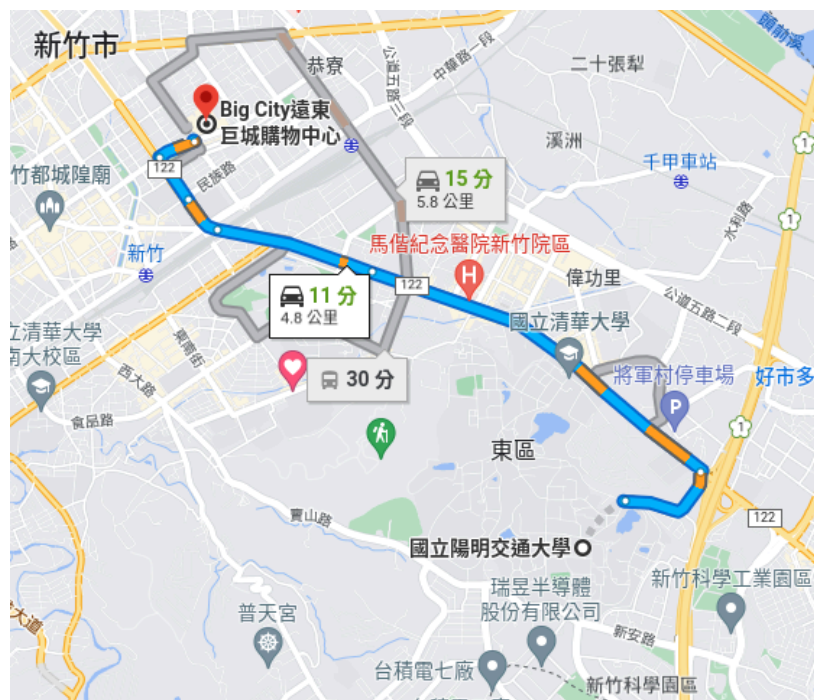 新竹市
恭寮
公道五路三段
中華路二段
二十張犁
頭前溪
1
Big City遠東
巨城購物中心
溪洲
122
民族路
千甲車站
竹都城隍廟
15 分
5.8 公里
1
水利路
新竹
馬偕紀念醫院新竹院區
H
偉功里
122
11 分
4.8 公里
公道五路二段
立清華大學
南大校區
東南街
國立清華大學
西大路
30 分
將軍村停車場
好市多
P
食品路
1
東區
寶山路
122
國立陽明交通大學
瑞昱半導體
股份有限公司
新竹科學工業園區
普天宮
新安路
大道
台積電七廠
新竹科學園區